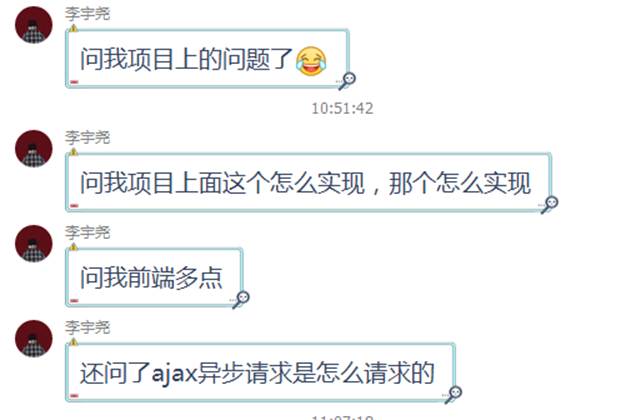 李宇尧
问我项目上的问题了😂
10:51:42
李宇尧
问我项目上面这个怎么实现，那个怎么实现
李宇尧
问我前端多点
李宇尧
还问了ajax异步请求是怎么请求的